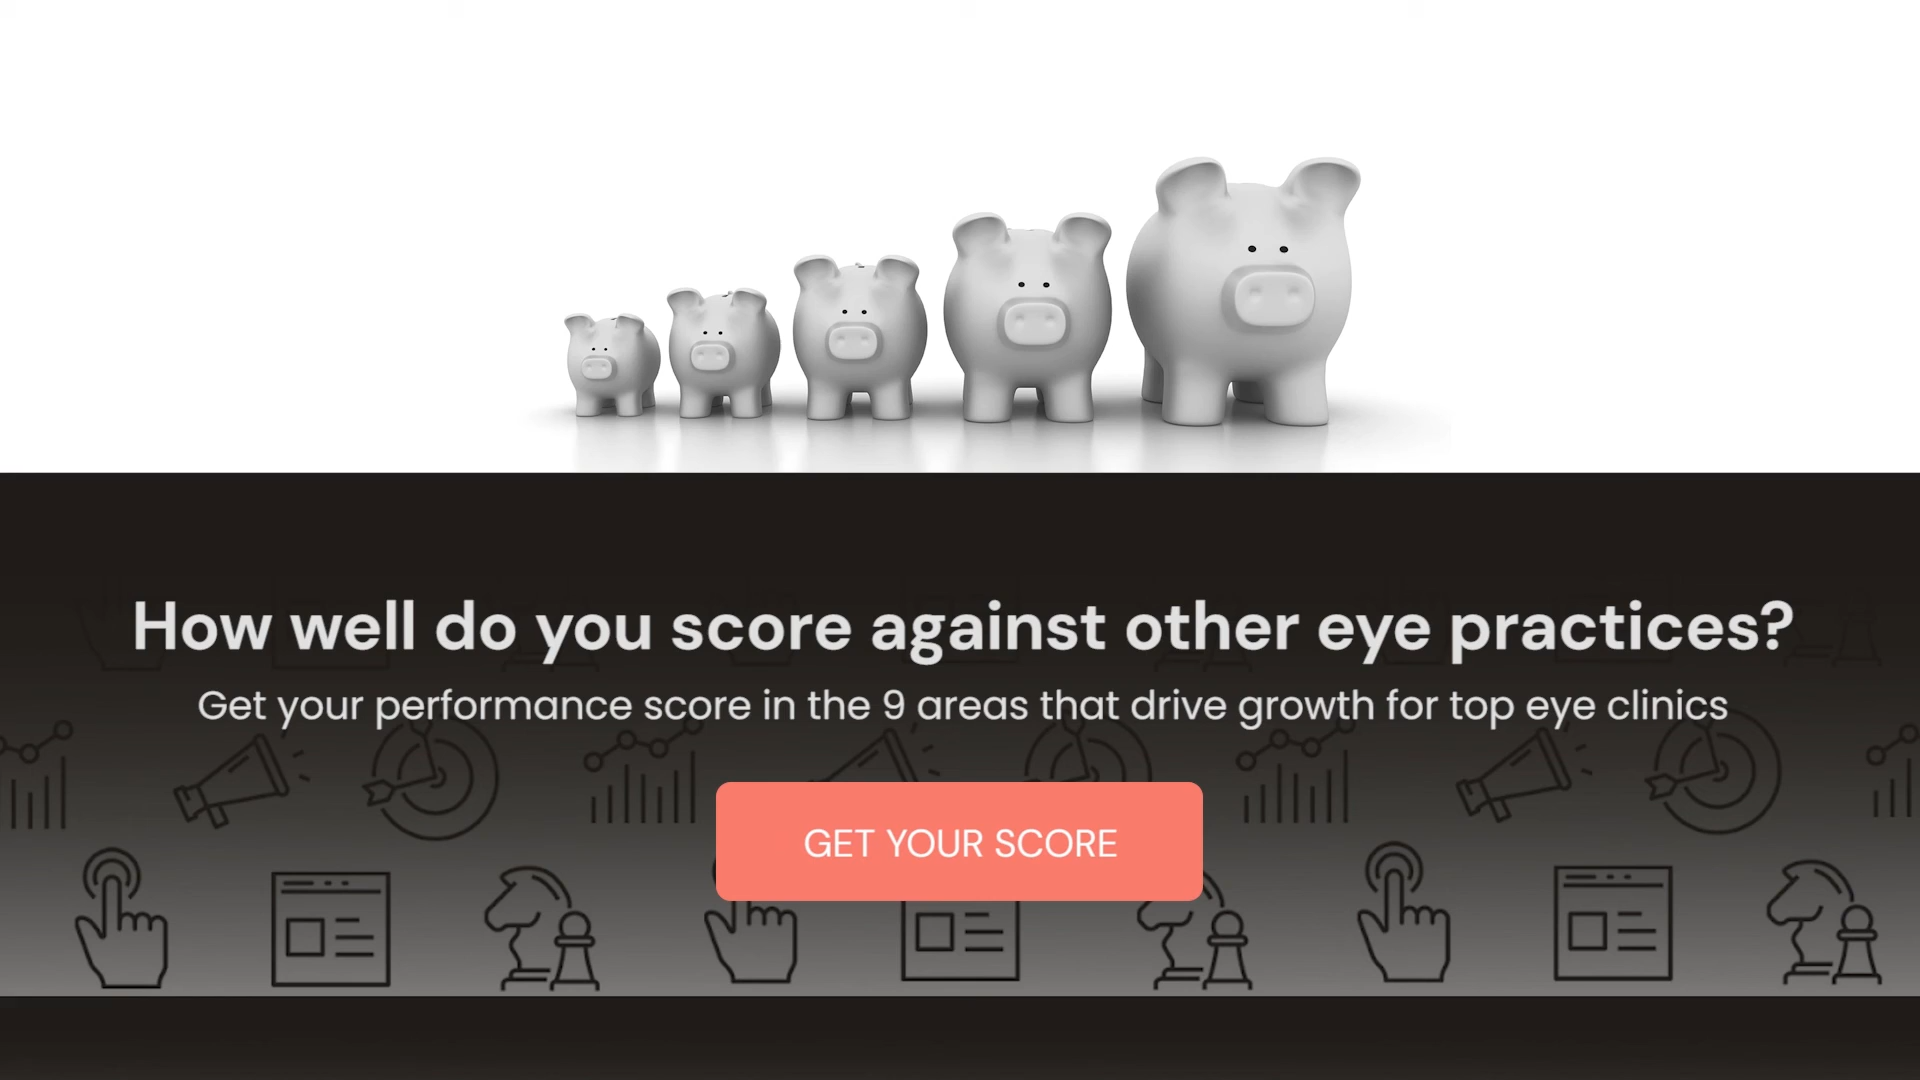 How well do you score against other eye practices?
Get your performance score in the 9 areas that drive growth for top eye clinics
GET YOUR SCORE